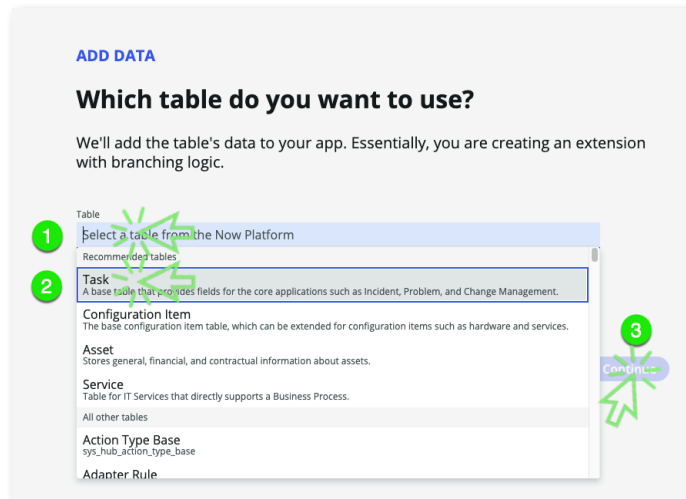 ADD DATA
Which table do you want to use?
We'll add the table's data to your app. Essentially, you are creating an extension
with branching logic.
Table
1
Select a table from the Now Platform
Recommended tables
2
Task
A base table that provides fields for the core applications such as Incident, Problem, and Change Management.
Configuration Item
The base configuration item table, which can be extended for configuration items such as hardware and services.
3
Asset
Stores general, financial, and contractual information about assets.
Continue
Service
Table for IT Services that directly supports a Business Process.
All other tables
Action Type Base
sys_hub_action_type_base
Adapter Rule